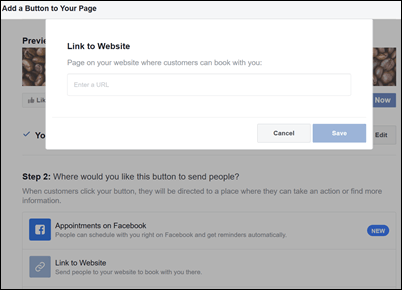 Add a Button to Your Page
Previe
Link to Website
Page on your website where customers can book with you:
Enter a URL
Lik
Now
Cancel
Save
Yo
Edit
Step 2: Where would you like this button to send people?
When customers click your button, they will be directed to a place where they can take an action or find more
information.
Appointments on Facebook
People can schedule with you right on Facebook and get reminders automatically.
NEW
Link to Website
Send people to your website to book with you there.